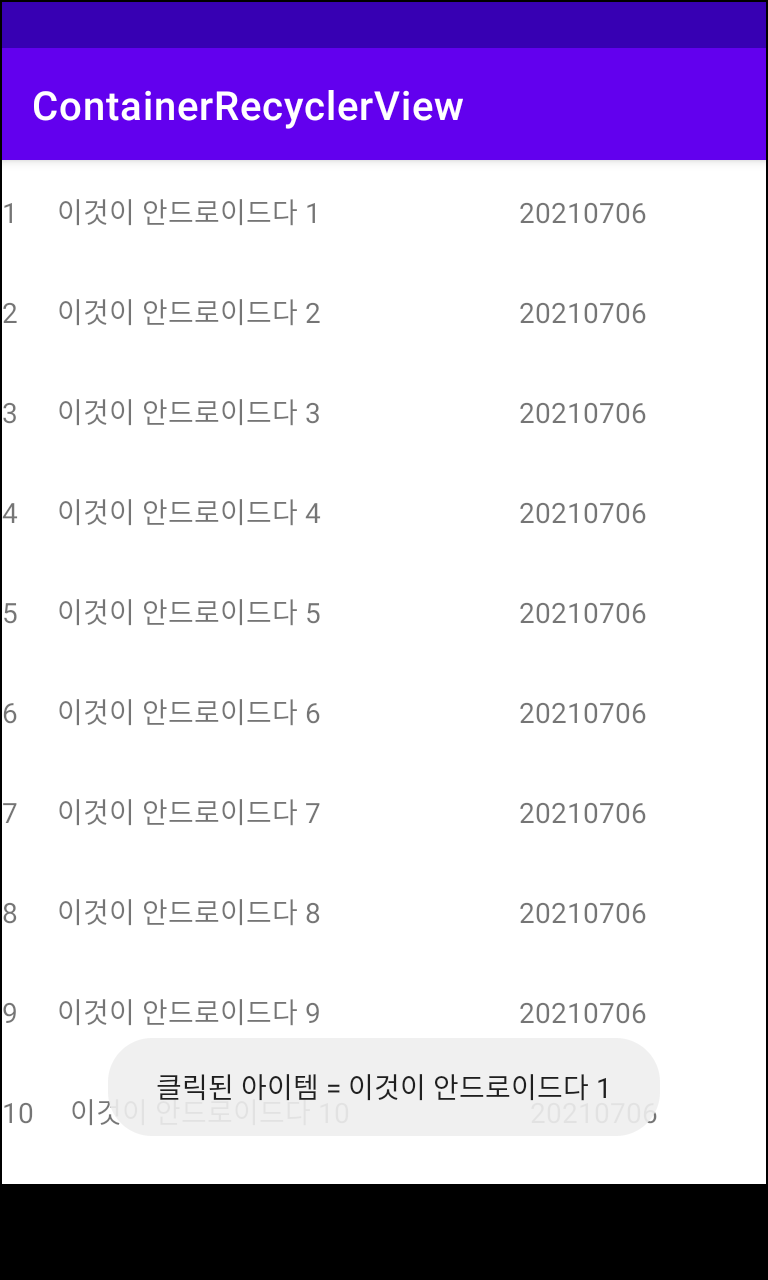 ContainerRecyclerView
1 이것이 안드로이드다 1 20210706
2 이것이 안드로이드다 2 20210706
3 이것이 안드로이드다 3 20210706
4 이것이 안드로이드다 4 20210706
5 이것이 안드로이드다 5 20210706
6 이것이 안드로이드다 6 20210706
7 이것이 안드로이드다 7 20210706
8 이것이 안드로이드다 8 20210706
9 이것이 안드로이드다 9 20210706
클릭된 아이템 = 이것이 안드로이드다 1
10 이것이 안드로이드다 10 20210706